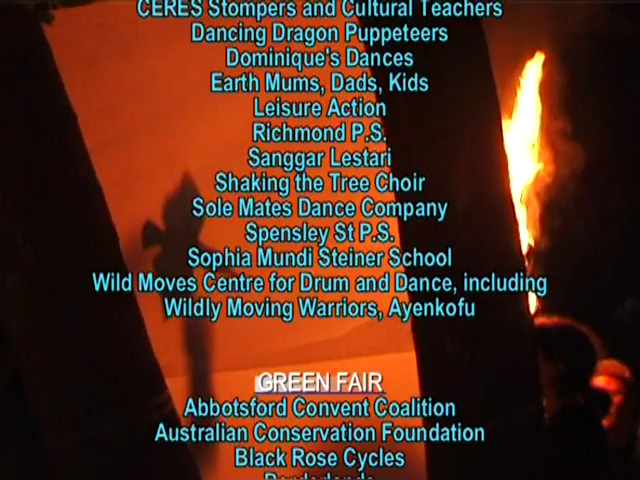 CERES Stompers and Cultural Teachers
Dancing Dragon Puppeteers
Dominique's Dances
Earth Mums, Dads, Kids
Leisure Action
Richmond P.S.
Sanggar Lestari
Shaking the Tree Choir
Sole Mates Dance Company
Spensley St P.S.
Sophia Mundi Steiner School
Wild Moves Centre for Drum and Dance, including
Wildly Moving Warriors, Ayenkofu
GREEN FAIR
Abbotsford Convent Coalition
Australian Conservation Foundation
Black Rose Cycles